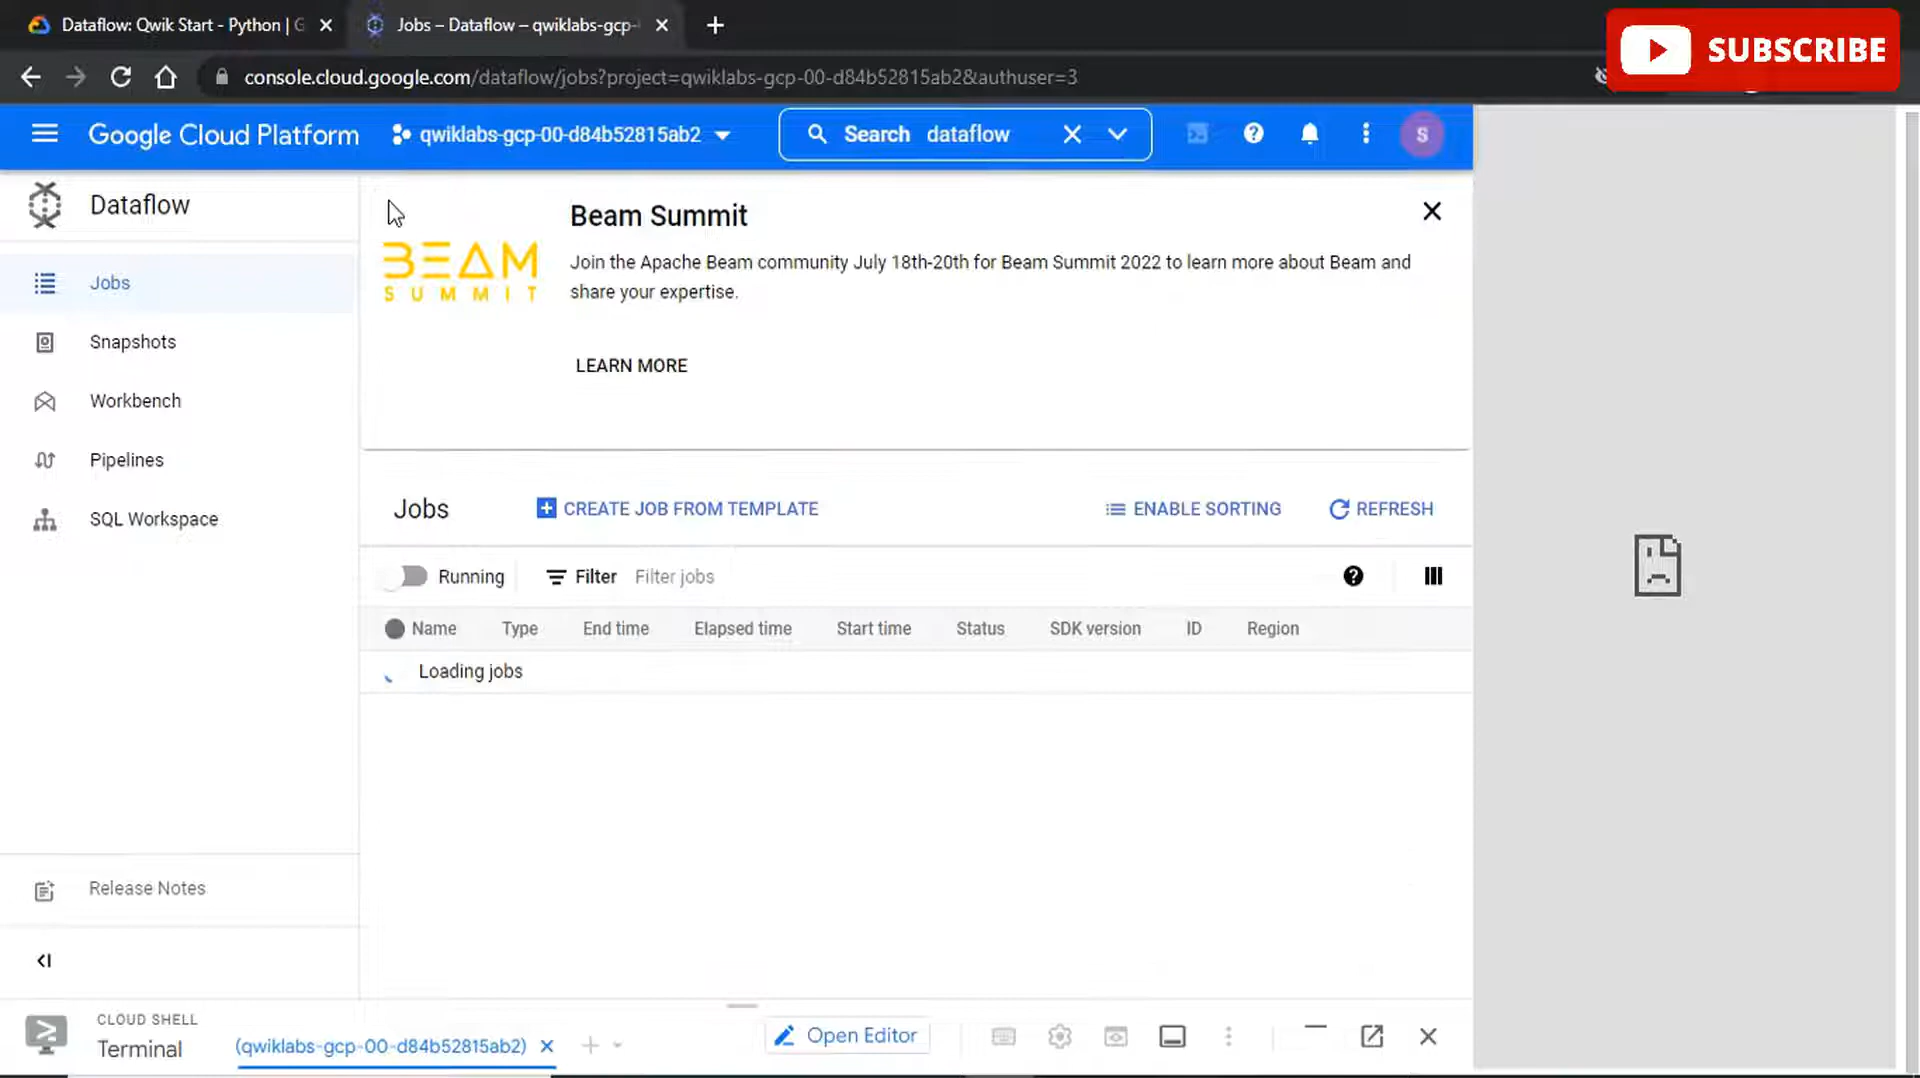 Dataflow: Qwik Start - Python | G
Jobs – Dataflow – qwiklabs-gcp-
SUBSCRIBE
console.cloud.google.com/dataflow/jobs?project=qwiklabs-gcp-00-d84b52815ab2&authuser=3
Google Cloud Platform
qwiklabs-gcp-00-d84b52815ab2
Search dataflow
S
Dataflow
Jobs
Snapshots
Workbench
Pipelines
SQL Workspace
Release Notes
BEAM
SUMMIT
Beam Summit
Join the Apache Beam community July 18th-20th for Beam Summit 2022 to learn more about Beam and
share your expertise.
LEARN MORE
Jobs
CREATE JOB FROM TEMPLATE
ENABLE SORTING
REFRESH
Running
Filter
Filter jobs
Name Type End time Elapsed time Start time Status SDK version ID Region
Loading jobs
CLOUD SHELL
Terminal
(qwiklabs-gcp-00-d84b52815ab2)
Open Editor